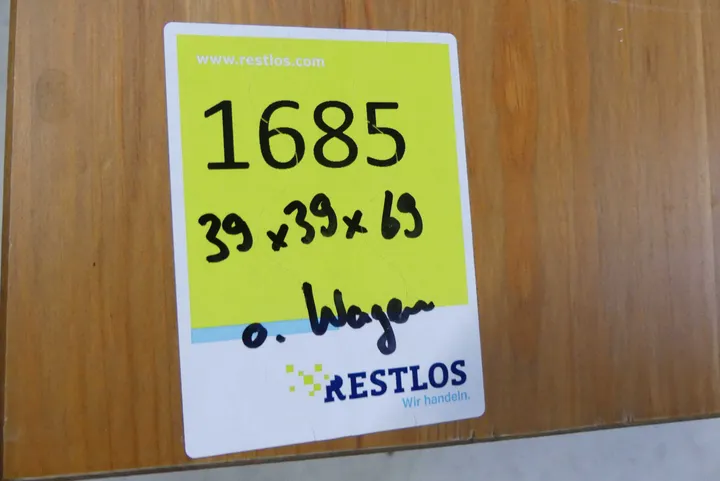 www.restlos.com
1685
39 x 39 x 69
o. Wagen
RESTLOS
Wir handeln.